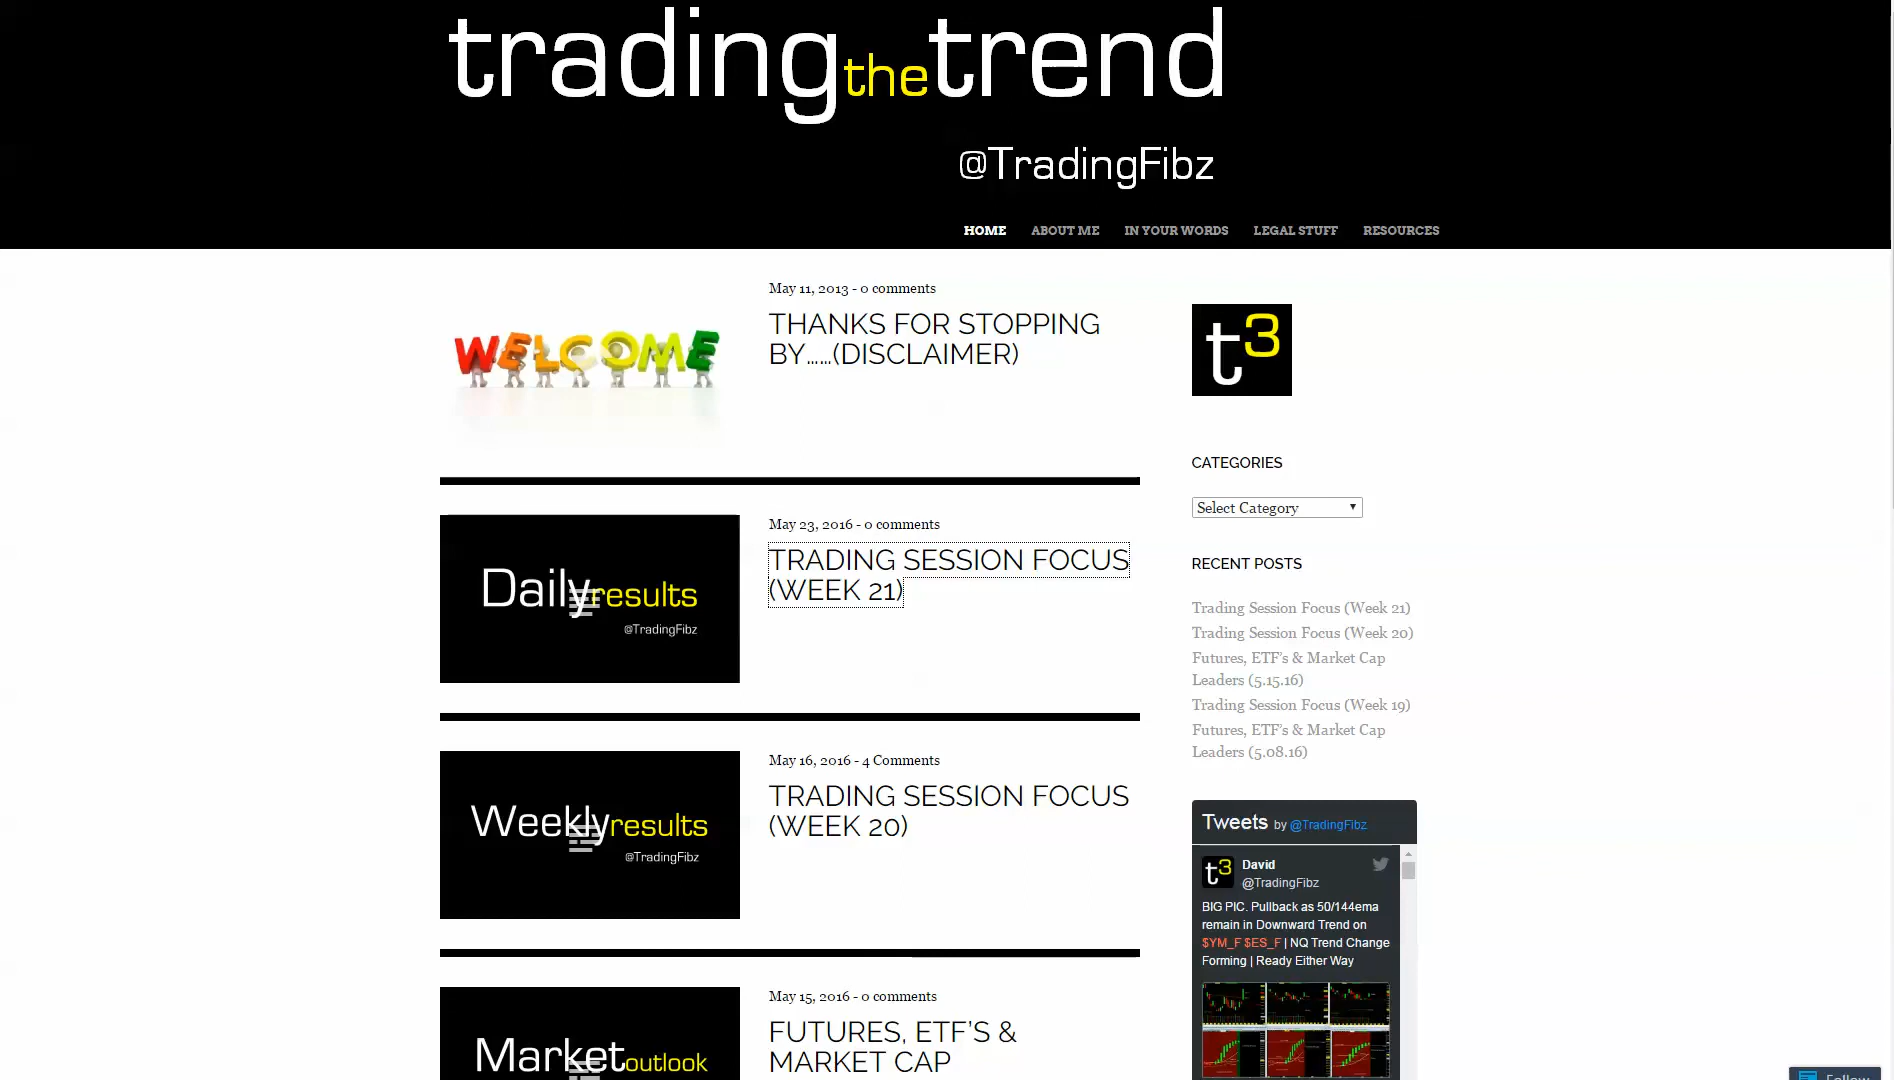 tradingthetrend
@TradingFibz
HOME ABOUT ME IN YOUR WORDS LEGAL STUFF RESOURCES
WELCOME
May 11, 2013 - 0 comments
THANKS FOR STOPPING
BY......(DISCLAIMER)
Dailyresults
@TradingFibz
May 23, 2016 - 0 comments
TRADING SESSION FOCUS
(WEEK 21)
Weeklyresults
@TradingFibz
May 16, 2016 - 4 Comments
TRADING SESSION FOCUS
(WEEK 20)
Marketoutlook
May 15, 2016 - 0 comments
FUTURES, ETF'S &
MARKET CAP
t3
CATEGORIES
Select Category
RECENT POSTS
Trading Session Focus (Week 21)
Trading Session Focus (Week 20)
Futures, ETF's & Market Cap
Leaders (5.15.16)
Trading Session Focus (Week 19)
Futures, ETF's & Market Cap
Leaders (5.08.16)
Tweets by @TradingFibz
t3
David
@TradingFibz
BIG PIC. Pullback as 50/144ema
remain in Downward Trend on
$YM_F $ES_F | NQ Trend Change
Forming | Ready Either Way
Follow